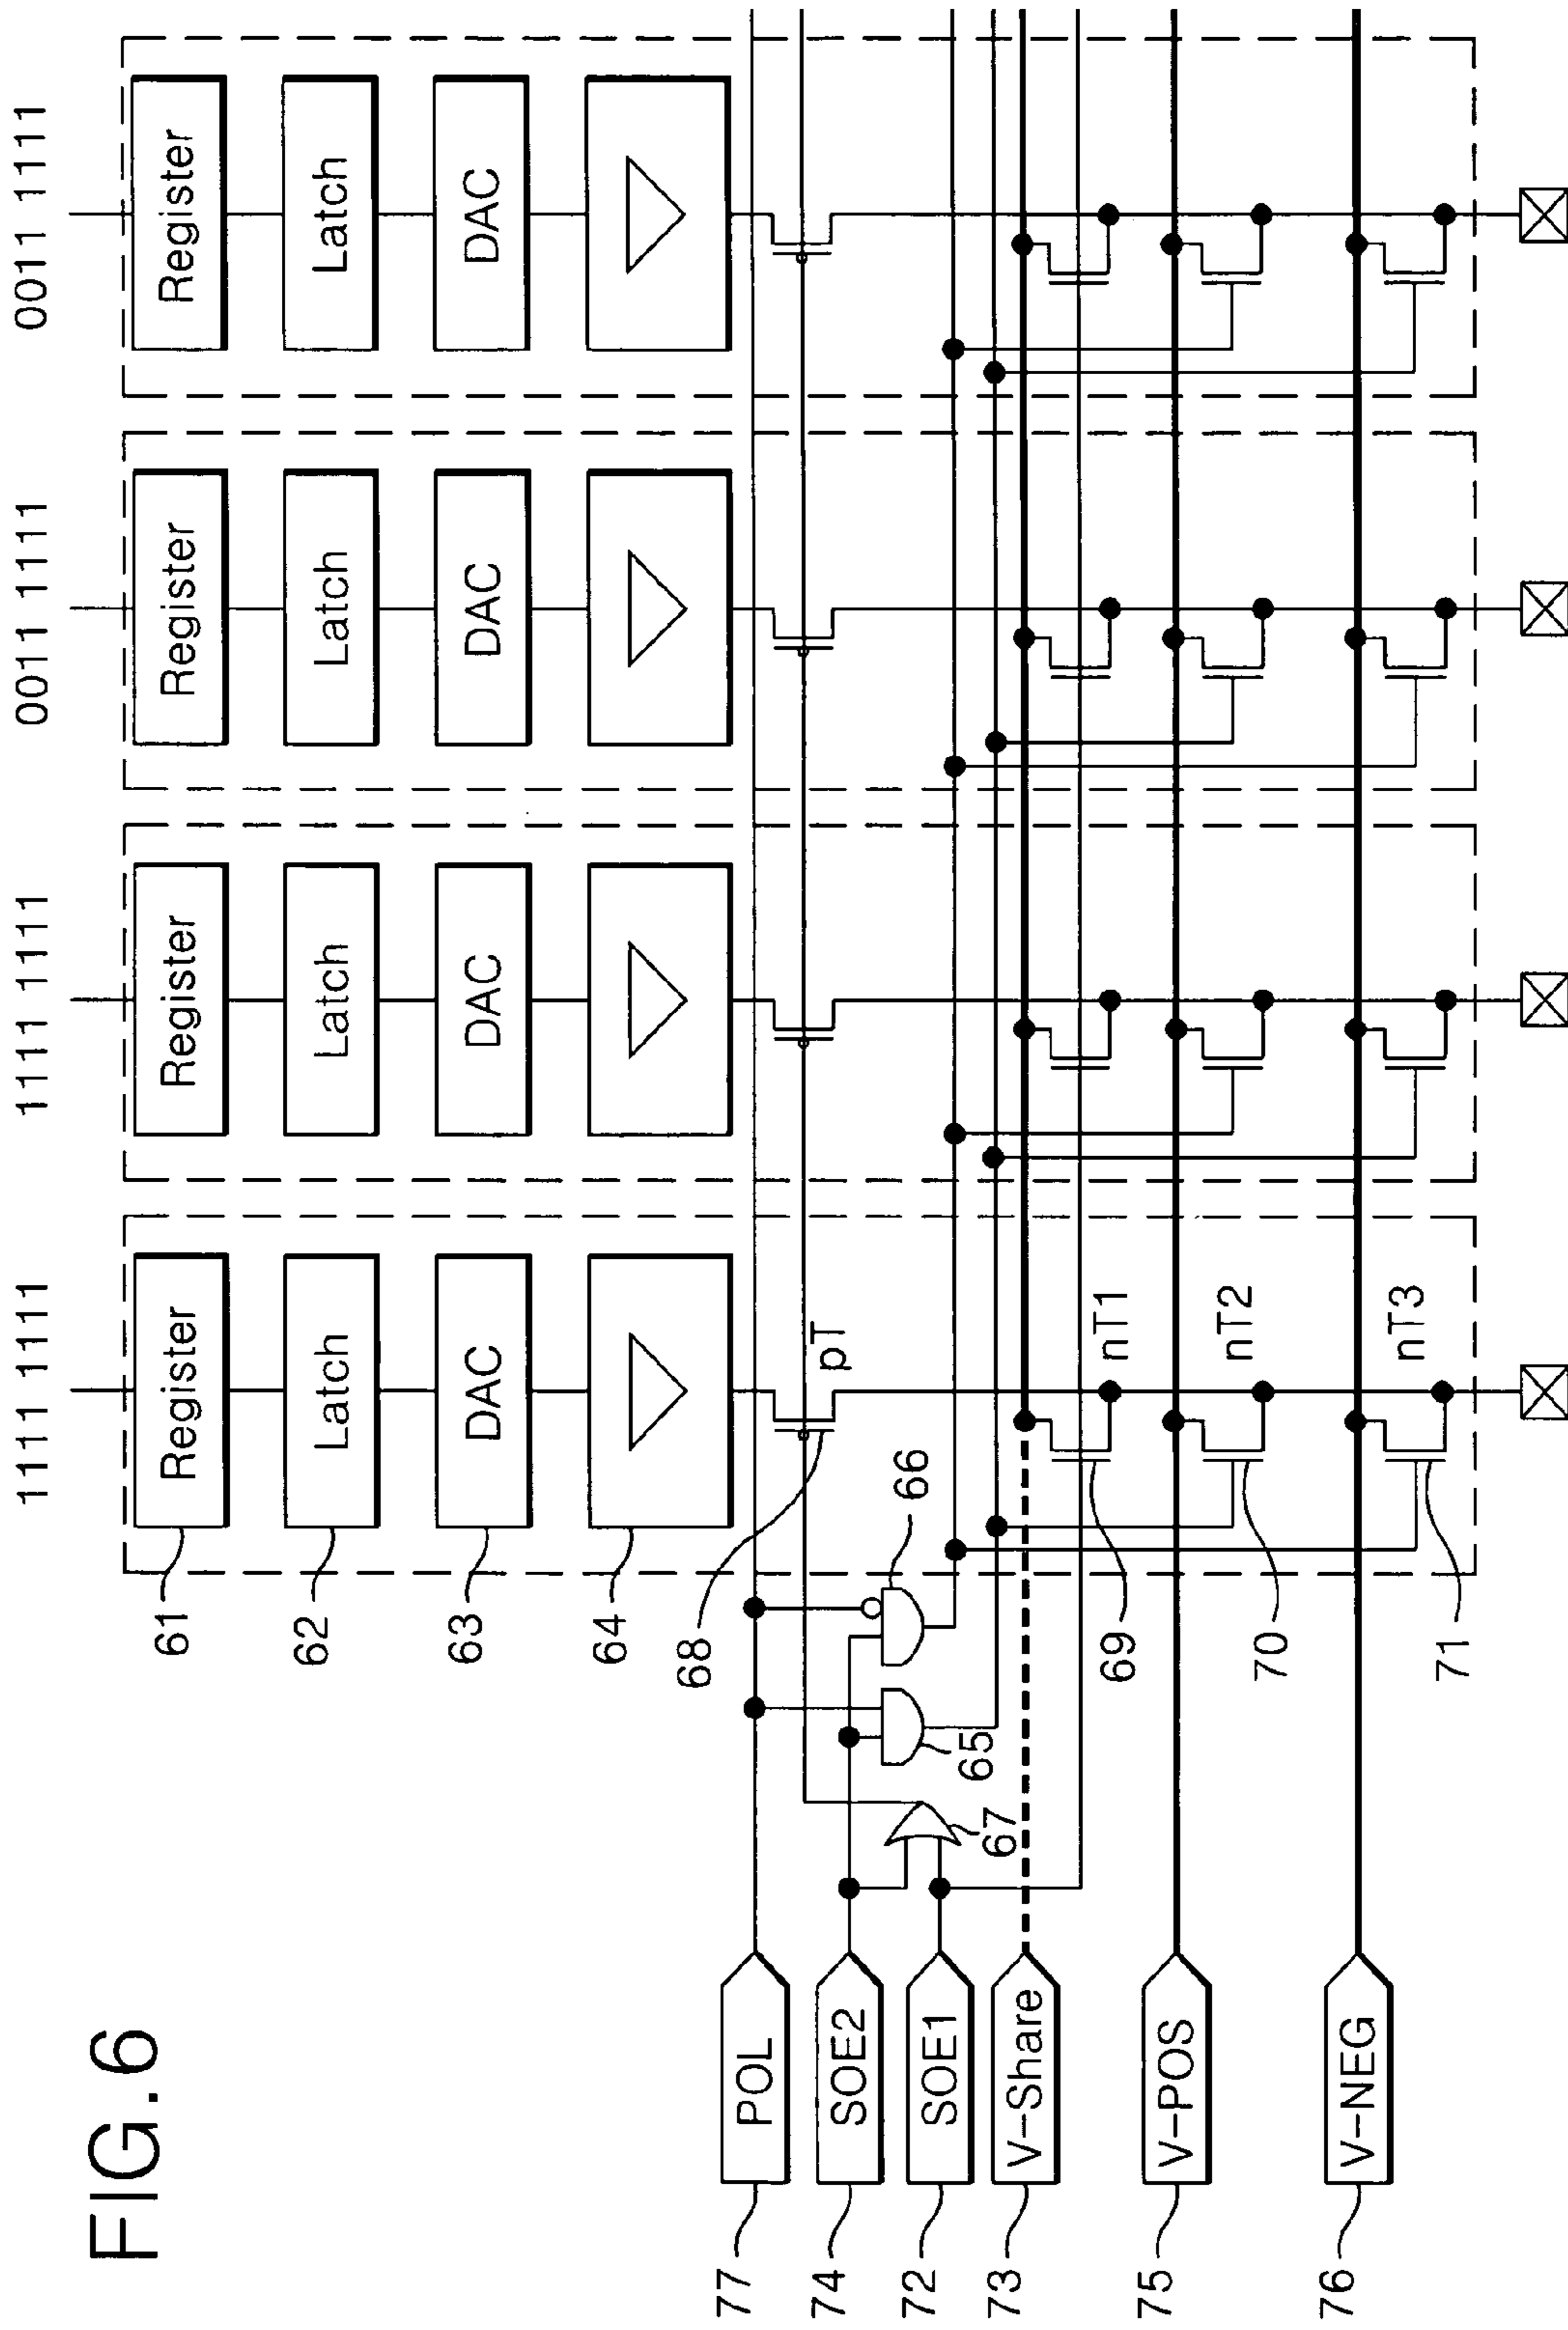 FIG.6
1111 1111
1111 1111
0011 1111
0011 1111
61
Register
Register
Register
Register
62
Latch
Latch
Latch
Latch
63
DAC
DAC
DAC
DAC
64
68
pT
77
POL
74
SOE2
72
SOE1
66
65
67
73
V-Share
69
nT1
75
V-POS
70
nT2
76
V-NEG
71
nT3